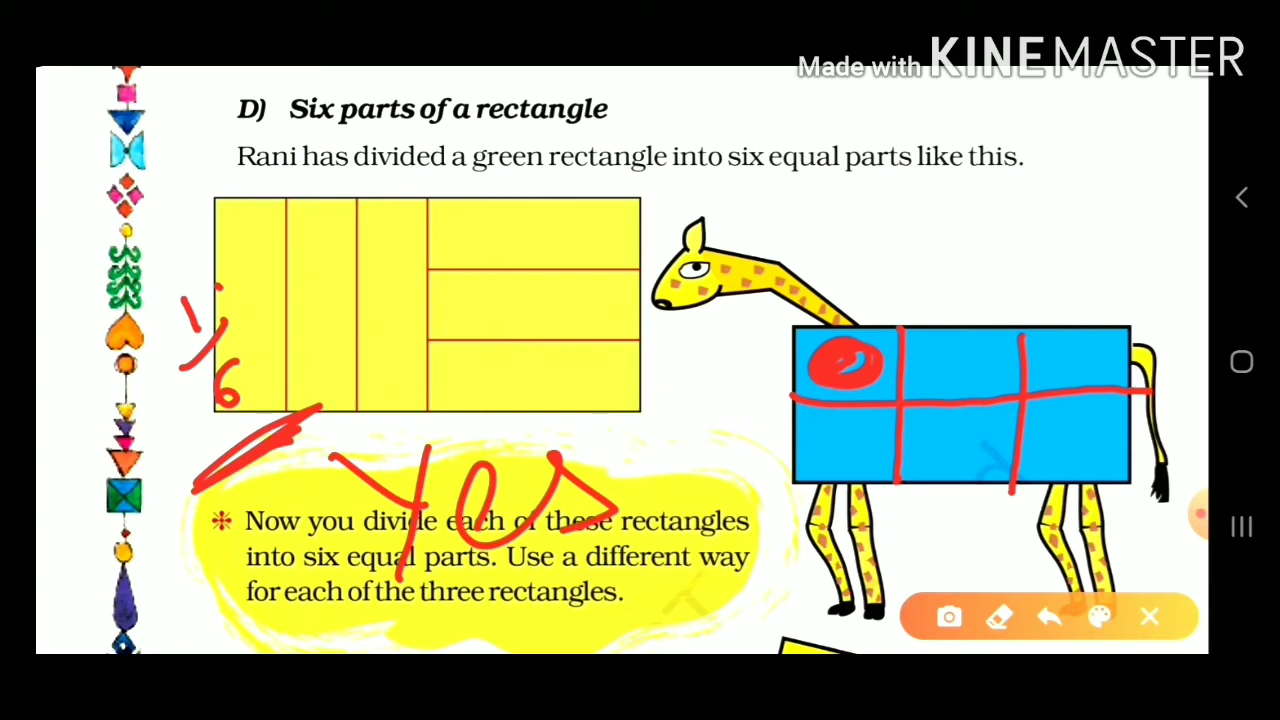 Made with KINEMASTER
D) Six parts of a rectangle
Rani has divided a green rectangle into six equal parts like this.
1/6
Yes
❉ Now you divide each of these rectangles
into six equal parts. Use a different way
for each of the three rectangles.